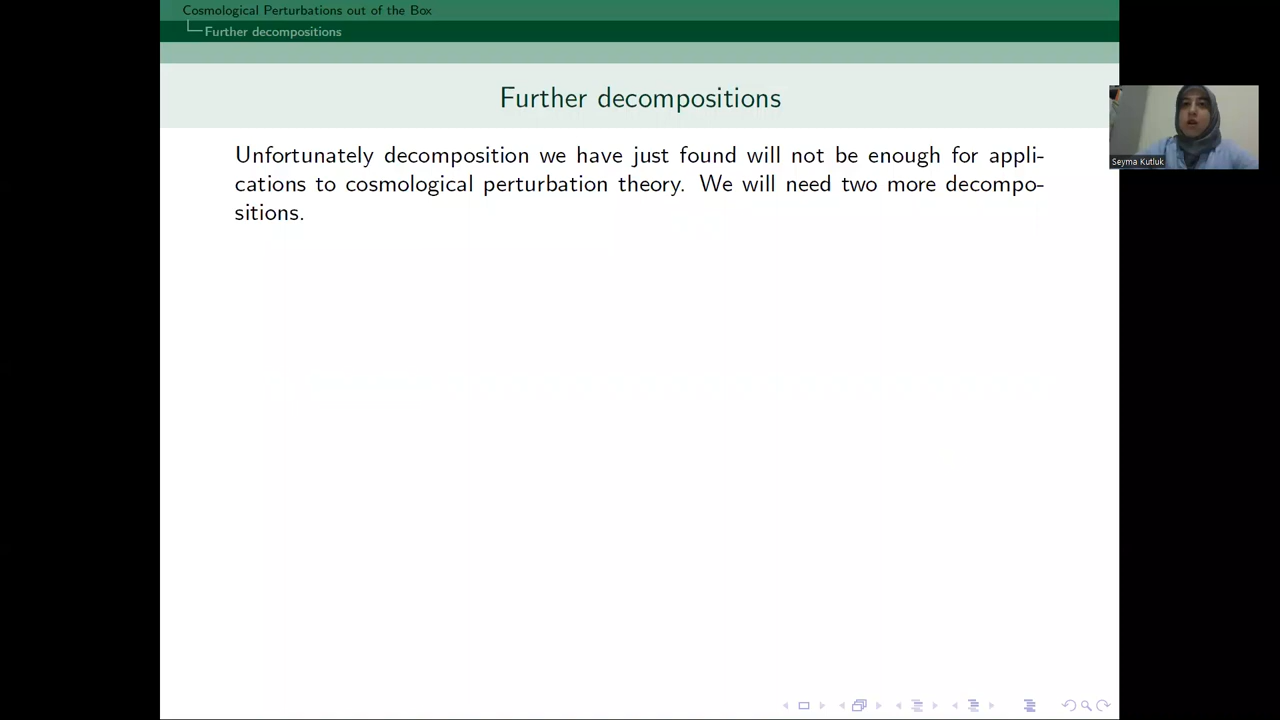 Cosmological Perturbations out of the Box
Further decompositions
Further decompositions
Unfortunately decomposition we have just found will not be enough for appli-
cations to cosmological perturbation theory. We will need two more decompo-
sitions.
Seyma Kutluk